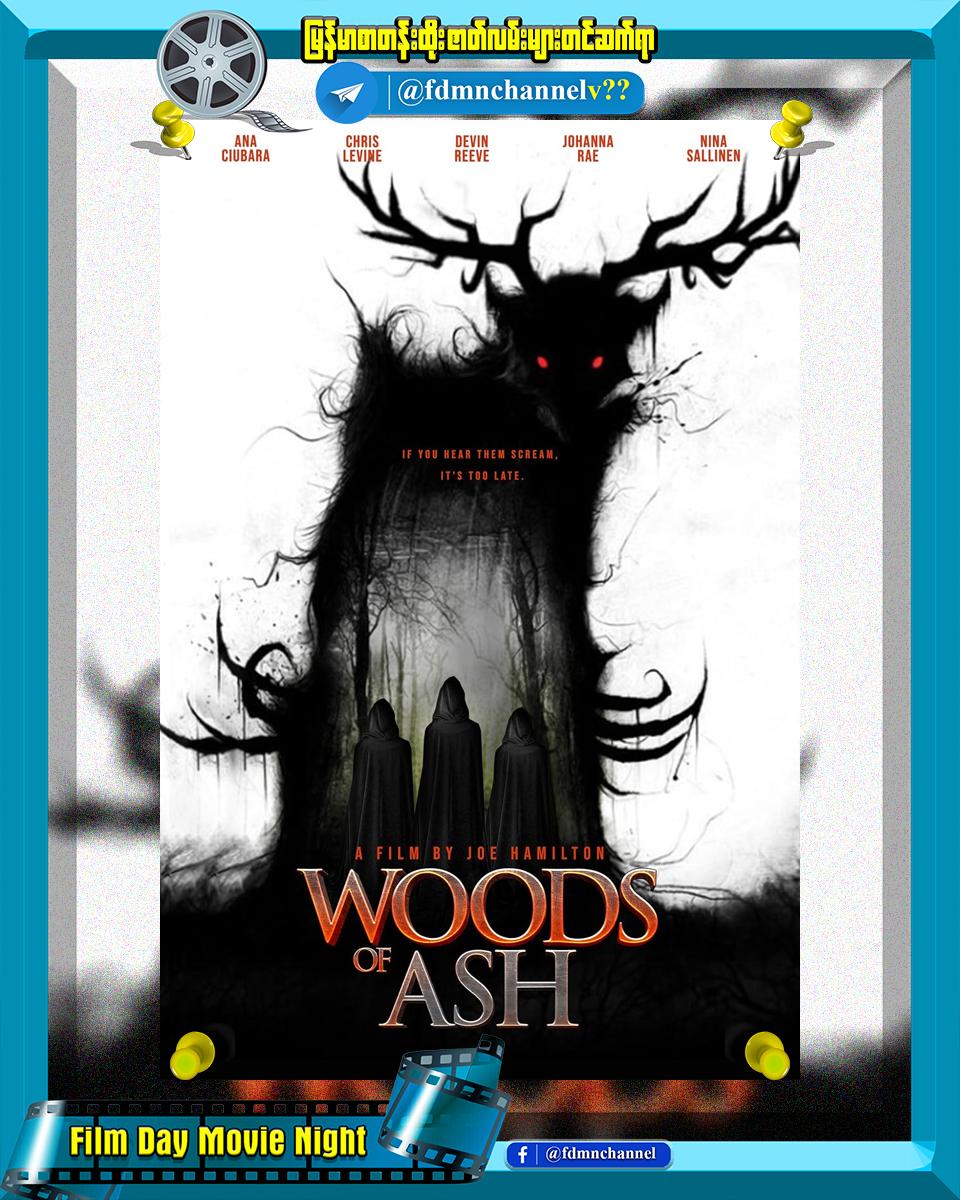 မြန်မာစာတန်းထိုးဇာတ်လမ်းများတင်ဆက်ရာ
@fdmnchannelv??
ANA CIUBARA
CHRIS LEVINE
DEVIN REEVE
JOHANNA RAE
NINA SALLINEN
IF YOU HEAR THEM SCREAM,
IT'S TOO LATE.
A FILM BY JOE HAMILTON
WOODS
OF ASH
Film Day Movie Night
@fdmnchannel